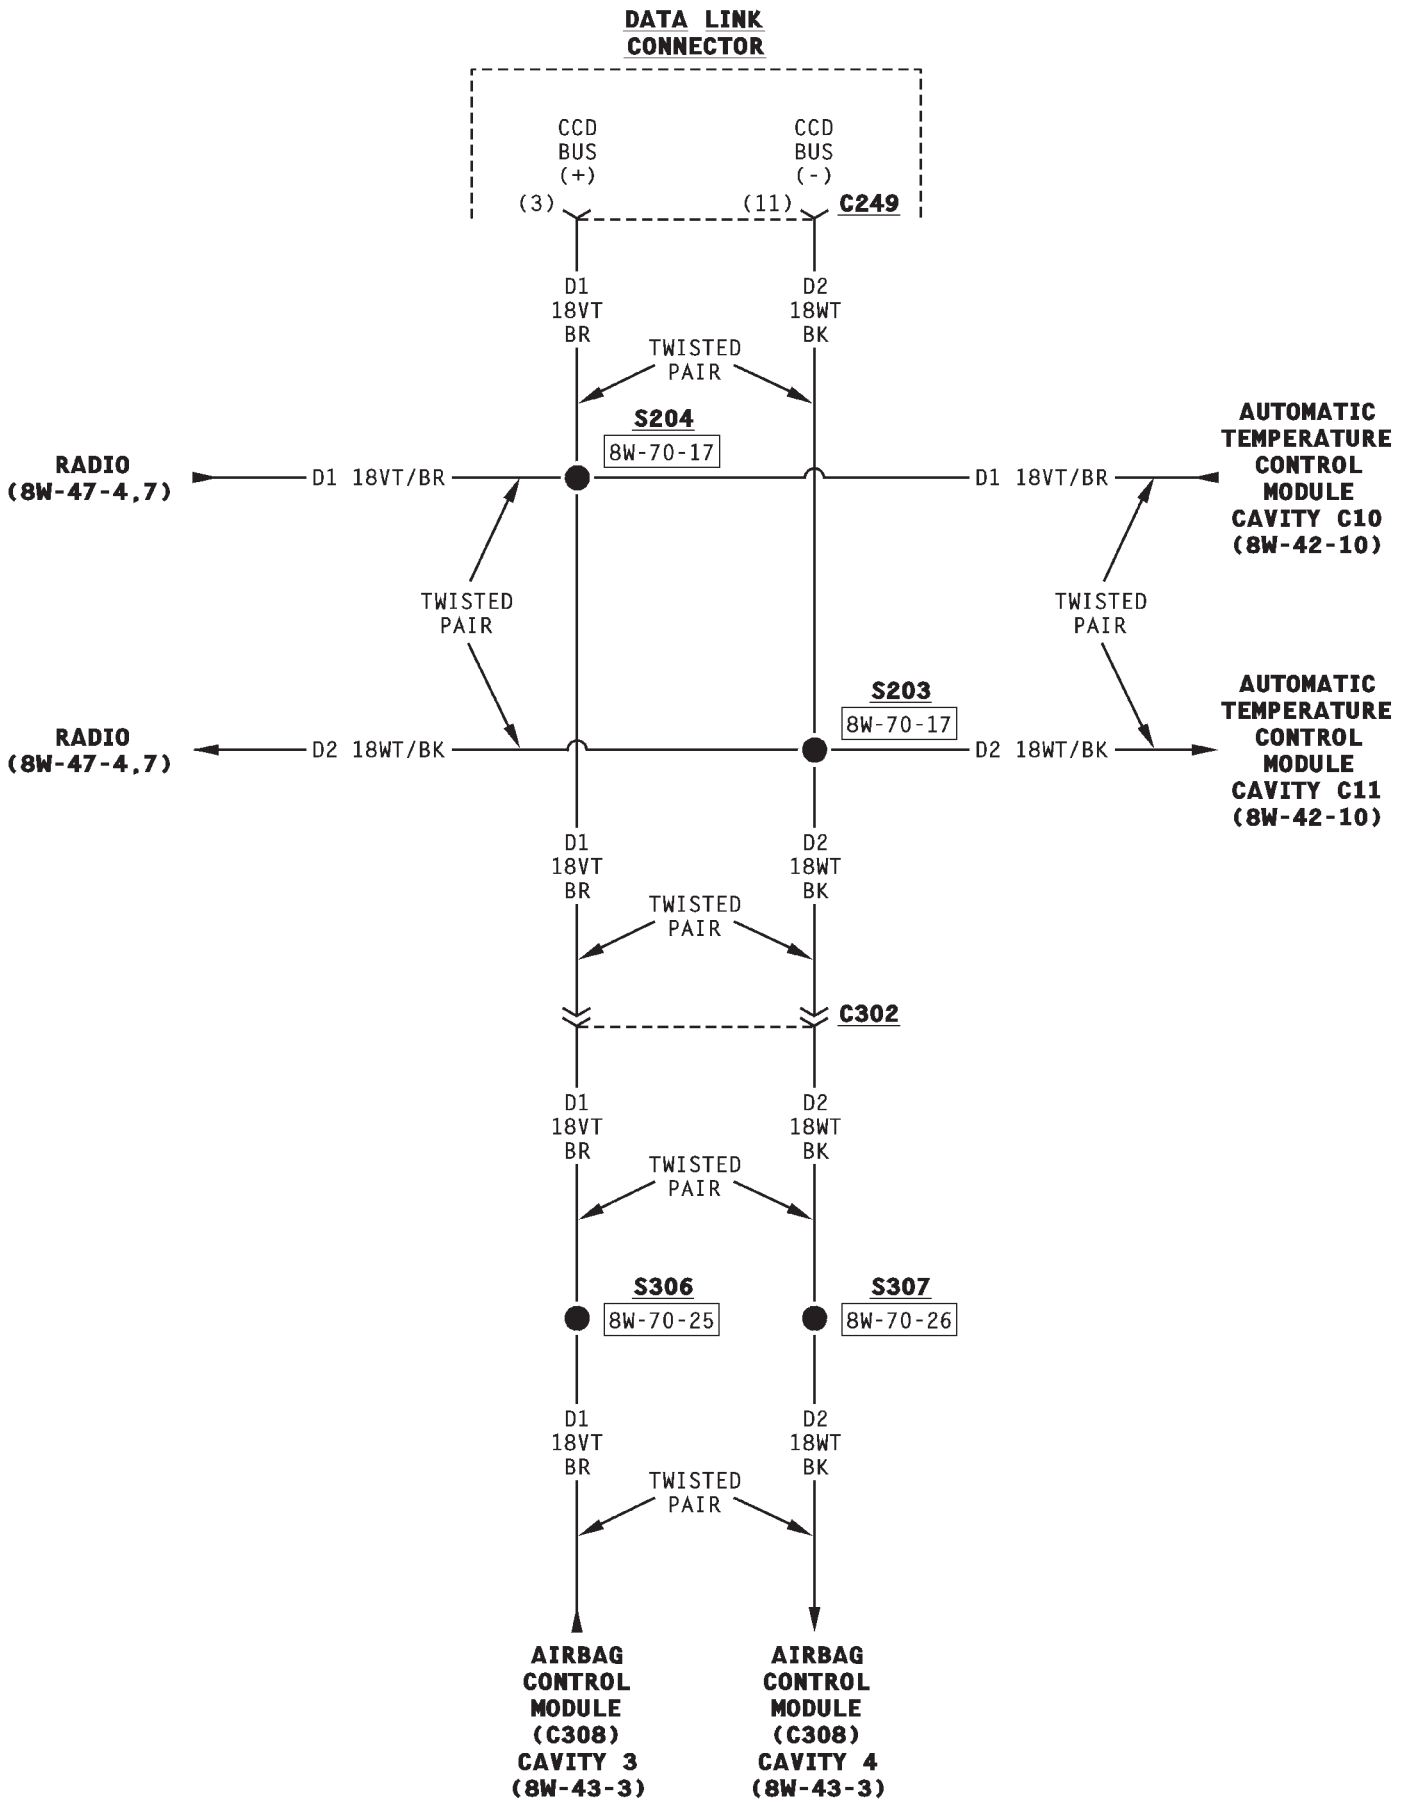 DATA LINK
CONNECTOR
CCD
BUS
(+)
CCD
BUS
(-)
(3)
(11)
C249
D1
18VT
BR
D2
18WT
BK
TWISTED
PAIR
S204
8W-70-17
RADIO
(8W-47-4,7)
D1 18VT/BR
D1 18VT/BR
AUTOMATIC
TEMPERATURE
CONTROL
MODULE
CAVITY C10
(8W-42-10)
TWISTED
PAIR
TWISTED
PAIR
S203
8W-70-17
RADIO
(8W-47-4,7)
D2 18WT/BK
D2 18WT/BK
AUTOMATIC
TEMPERATURE
CONTROL
MODULE
CAVITY C11
(8W-42-10)
D1
18VT
BR
D2
18WT
BK
TWISTED
PAIR
C302
D1
18VT
BR
D2
18WT
BK
TWISTED
PAIR
S306
8W-70-25
S307
8W-70-26
D1
18VT
BR
D2
18WT
BK
TWISTED
PAIR
AIRBAG
CONTROL
MODULE
(C308)
CAVITY 3
(8W-43-3)
AIRBAG
CONTROL
MODULE
(C308)
CAVITY 4
(8W-43-3)